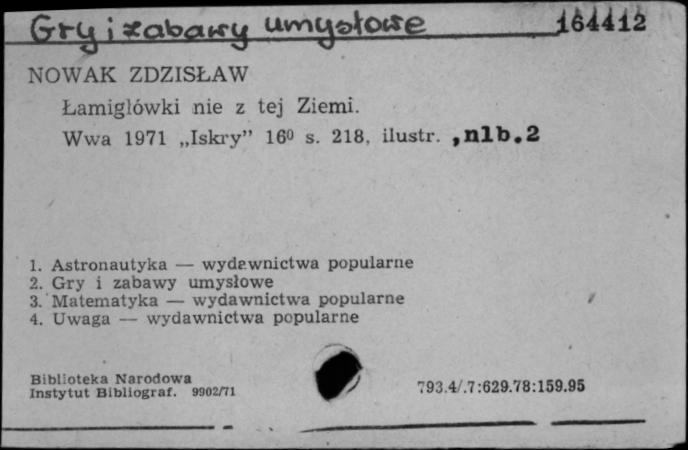 Gry i zabawy umysłowe 164412
NOWAK ZDZISŁAW
Łamigłówki nie z tej Ziemi.
Wwa 1971 „Iskry” 16⁰ s. 218, ilustr. ,nlb.2
1. Astronautyka — wydawnictwa popularne
2. Gry i zabawy umysłowe
3. Matematyka — wydawnictwa popularne
4. Uwaga — wydawnictwa popularne
Biblioteka Narodowa
Instytut Bibliograf. 9902/71
793.4/.7:629.78:159.95